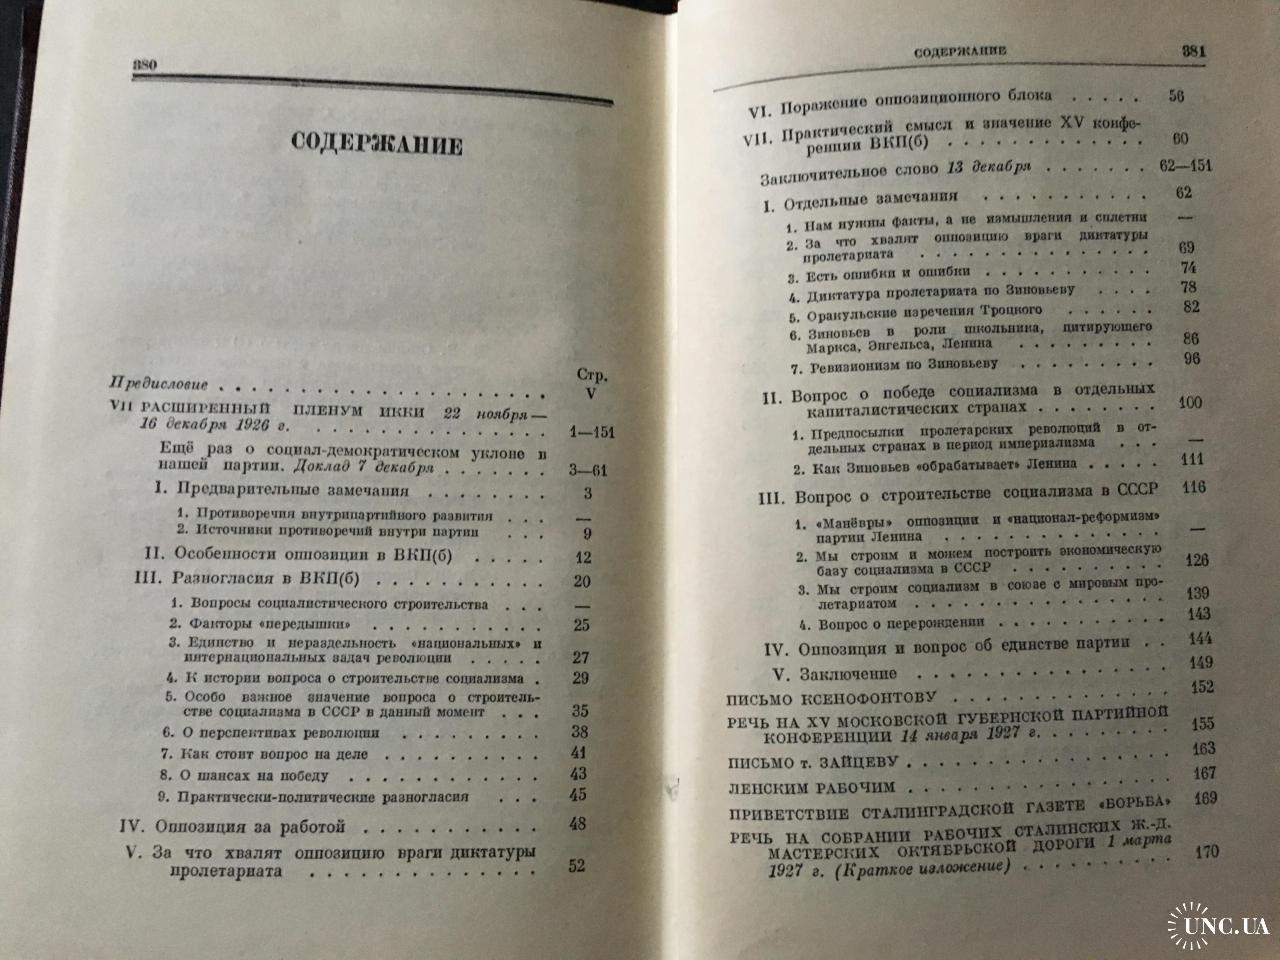 380
СОДЕРЖАНИЕ
Стр.
Предисловие . . . . . . . . . . . . . . . . . . . . . . . V
VII РАСШИРЕННЫЙ ПЛЕНУМ ИККИ 22 ноября—
16 декабря 1926 г. . . . . . . . . . . . . . . . 1—151
Ещё раз о социал-демократическом уклоне в
нашей партии. Доклад 7 декабря . . . . . . . 3—61
I. Предварительные замечания . . . . . . . . 3
1. Противоречия внутрипартийного развития . . . —
2. Источники противоречий внутри партии . . . 9
II. Особенности оппозиции в ВКП(б) . . . . . 12
III. Разногласия в ВКП(б) . . . . . . . . . . . 20
1. Вопросы социалистического строительства . . . —
2. Факторы «передышки» . . . . . . . . . . . 25
3. Единство и нераздельность «национальных» и
интернациональных задач революции . . . . . 27
4. К истории вопроса о строительстве социализма . 29
5. Особо важное значение вопроса о строитель-
стве социализма в СССР в данный момент . . . 35
6. О перспективах революции . . . . . . . . . 38
7. Как стоит вопрос на деле . . . . . . . . . . 41
8. О шансах на победу . . . . . . . . . . . . 43
9. Практически-политические разногласия . . . 45
IV. Оппозиция за работой . . . . . . . . . . . 48
V. За что хвалят оппозицию враги диктатуры
пролетариата . . . . . . . . . . . . . . 52
СОДЕРЖАНИЕ 381
VI. Поражение оппозиционного блока . . . . . 56
VII. Практический смысл и значение XV конфе-
ренции ВКП(б) . . . . . . . . . . . . . 60
Заключительное слово 13 декабря . . . . . . . 62—151
I. Отдельные замечания . . . . . . . . . . . 62
1. Нам нужны факты, а не измышления и сплетни —
2. За что хвалят оппозицию враги диктатуры
пролетариата . . . . . . . . . . . . . . . 69
3. Есть ошибки и ошибки . . . . . . . . . . . 74
4. Диктатура пролетариата по Зиновьеву . . . . 78
5. Оракульские изречения Троцкого . . . . . . 82
6. Зиновьев в роли школьника, цитирующего
Маркса, Энгельса, Ленина . . . . . . . . . 86
7. Ревизионизм по Зиновьеву . . . . . . . . . 96
II. Вопрос о победе социализма в отдельных
капиталистических странах . . . . . . . . 100
1. Предпосылки пролетарских революций в от-
дельных странах в период империализма . . . —
2. Как Зиновьев «обрабатывает» Ленина . . . . . 111
III. Вопрос о строительстве социализма в СССР 116
1. «Манёвры» оппозиции и «национал-реформизм»
партии Ленина . . . . . . . . . . . . . . —
2. Мы строим и можем построить экономическую
базу социализма в СССР . . . . . . . . . . 126
3. Мы строим социализм в союзе с мировым про-
летариатом . . . . . . . . . . . . . . . . 139
4. Вопрос о перерождении . . . . . . . . . . . 143
IV. Оппозиция и вопрос об единстве партии . . 144
V. Заключение . . . . . . . . . . . . . . . 149
ПИСЬМО КСЕНОФОНТОВУ . . . . . . . . . . . . . 152
РЕЧЬ НА XV МОСКОВСКОЙ ГУБЕРНСКОЙ ПАРТИЙНОЙ
КОНФЕРЕНЦИИ 14 января 1927 г. . . . . . . . . . 155
ПИСЬМО т. ЗАЙЦЕВУ . . . . . . . . . . . . . . . 163
ЛЕНСКИМ РАБОЧИМ . . . . . . . . . . . . . . . 167
ПРИВЕТСТВИЕ СТАЛИНГРАДСКОЙ ГАЗЕТЕ «БОРЬБА» 169
РЕЧЬ НА СОБРАНИИ РАБОЧИХ СТАЛИНСКИХ Ж.-Д.
МАСТЕРСКИХ ОКТЯБРЬСКОЙ ДОРОГИ 1 марта
1927 г. (Краткое изложение) . . . . . . . . . . . 170
UNC.UA